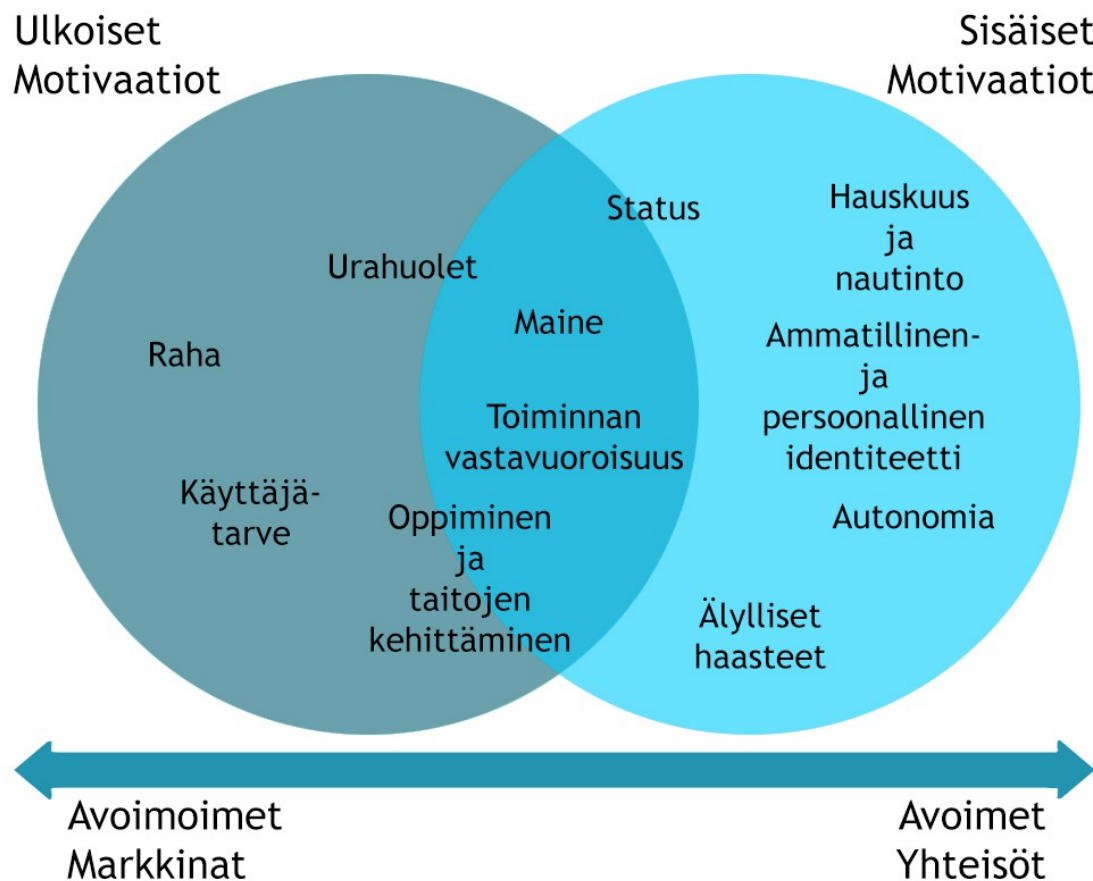 Ulkoiset
Motivaatiot
Sisäiset
Motivaatiot
Status
Hauskuus
ja
nautinto
Urahuolet
Maine
Raha
Ammatillinen-
ja
persoonallinen
identiteetti
Toiminnan
vastavuoroisuus
Käyttäjä-
tarve
Oppiminen
ja
taitojen
kehittäminen
Autonomia
Älylliset
haasteet
Avoimoimet
Markkinat
Avoimet
Yhteisöt